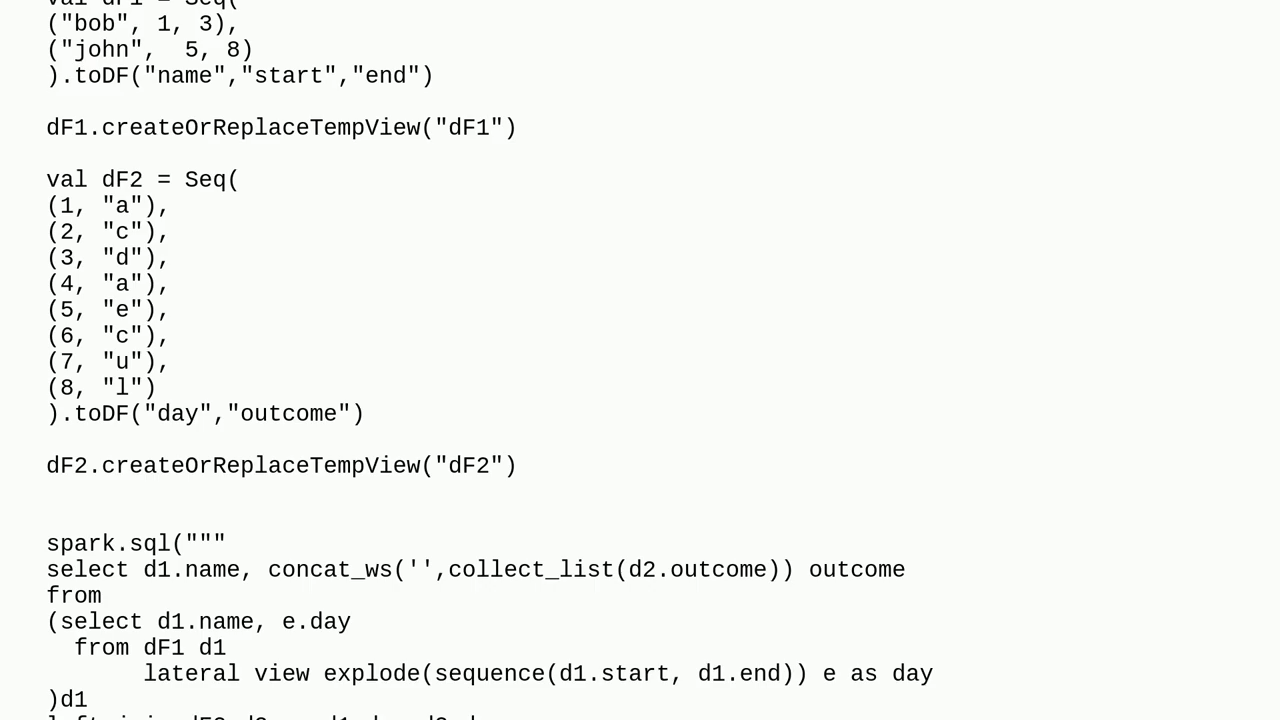 ("bob", 1, 3),
("john",  5, 8)
).toDF("name","start","end")
dF1.createOrReplaceTempView("dF1")
val dF2 = Seq(
(1, "a"),
(2, "c"),
(3, "d"),
(4, "a"),
(5, "e"),
(6, "c"),
(7, "u"),
(8, "l")
).toDF("day","outcome")
dF2.createOrReplaceTempView("dF2")
spark.sql("""
select d1.name, concat_ws('',collect_list(d2.outcome)) outcome
from
(select d1.name, e.day
  from dF1 d1
       lateral view explode(sequence(d1.start, d1.end)) e as day
)d1